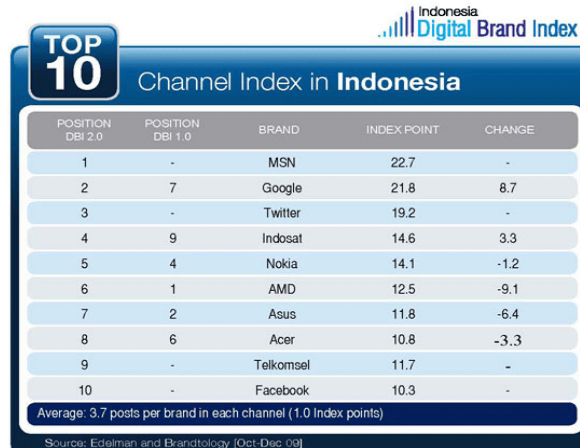 Indonesia
Digital Brand Index
TOP
10
Channel Index in Indonesia
POSITION DBI 2.0 POSITION DBI 1.0 BRAND INDEX POINT CHANGE
1 - MSN 22.7 -
2 7 Google 21.8 8.7
3 - Twitter 19.2 -
4 9 Indosat 14.6 3.3
5 4 Nokia 14.1 -1.2
6 1 AMD 12.5 -9.1
7 2 Asus 11.8 -6.4
8 6 Acer 10.8 -3.3
9 - Telkomsel 11.7 -
10 - Facebook 10.3 -
Average: 3.7 posts per brand in each channel (1.0 Index points)
Source: Edelman and Brandtology [Oct-Dec 09]